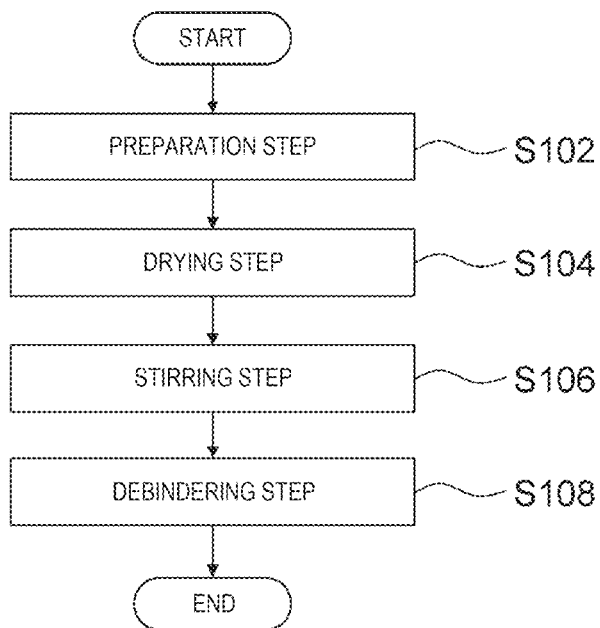 START
PREPARATION STEP
S102
DRYING STEP
S104
STIRRING STEP
S106
DEBINDERING STEP
S108
END